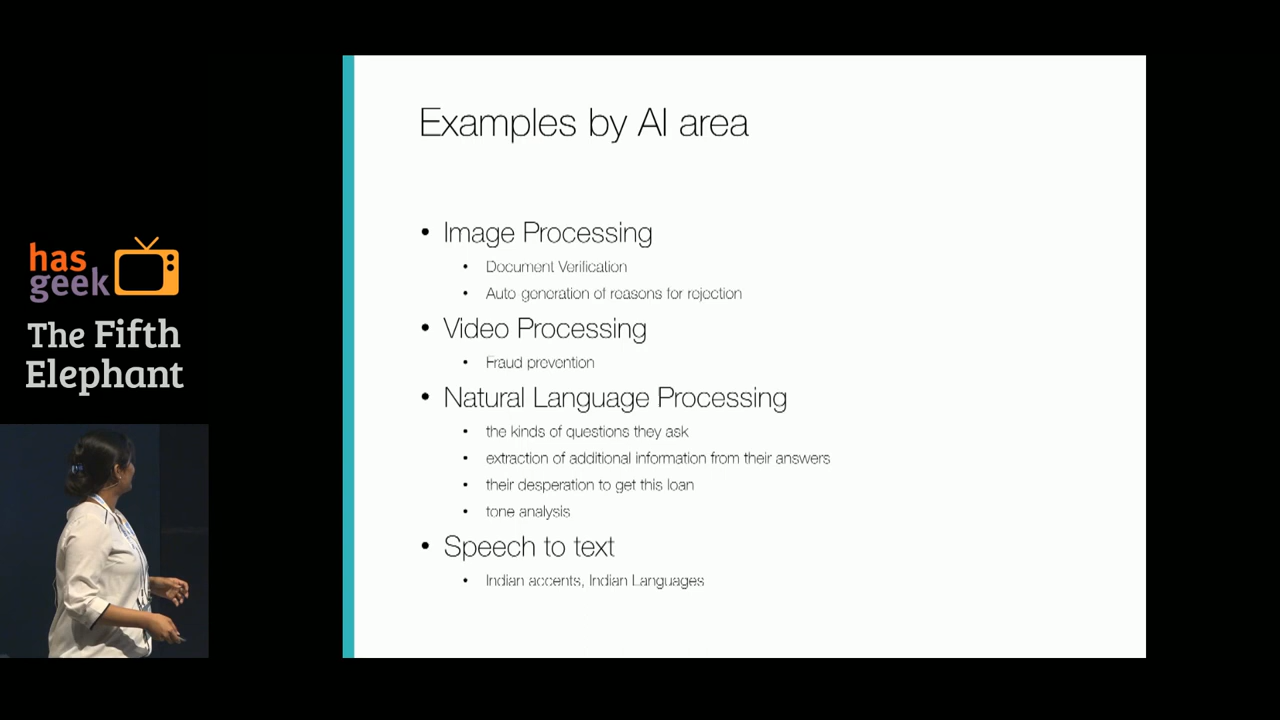 has
geek
The Fifth
Elephant
Examples by AI area
• Image Processing
• Document Verification
• Auto generation of reasons for rejection
• Video Processing
• Fraud prevention
• Natural Language Processing
• the kinds of questions they ask
• extraction of additional information from their answers
• their desperation to get this loan
• tone analysis
• Speech to text
• Indian accents, Indian Languages